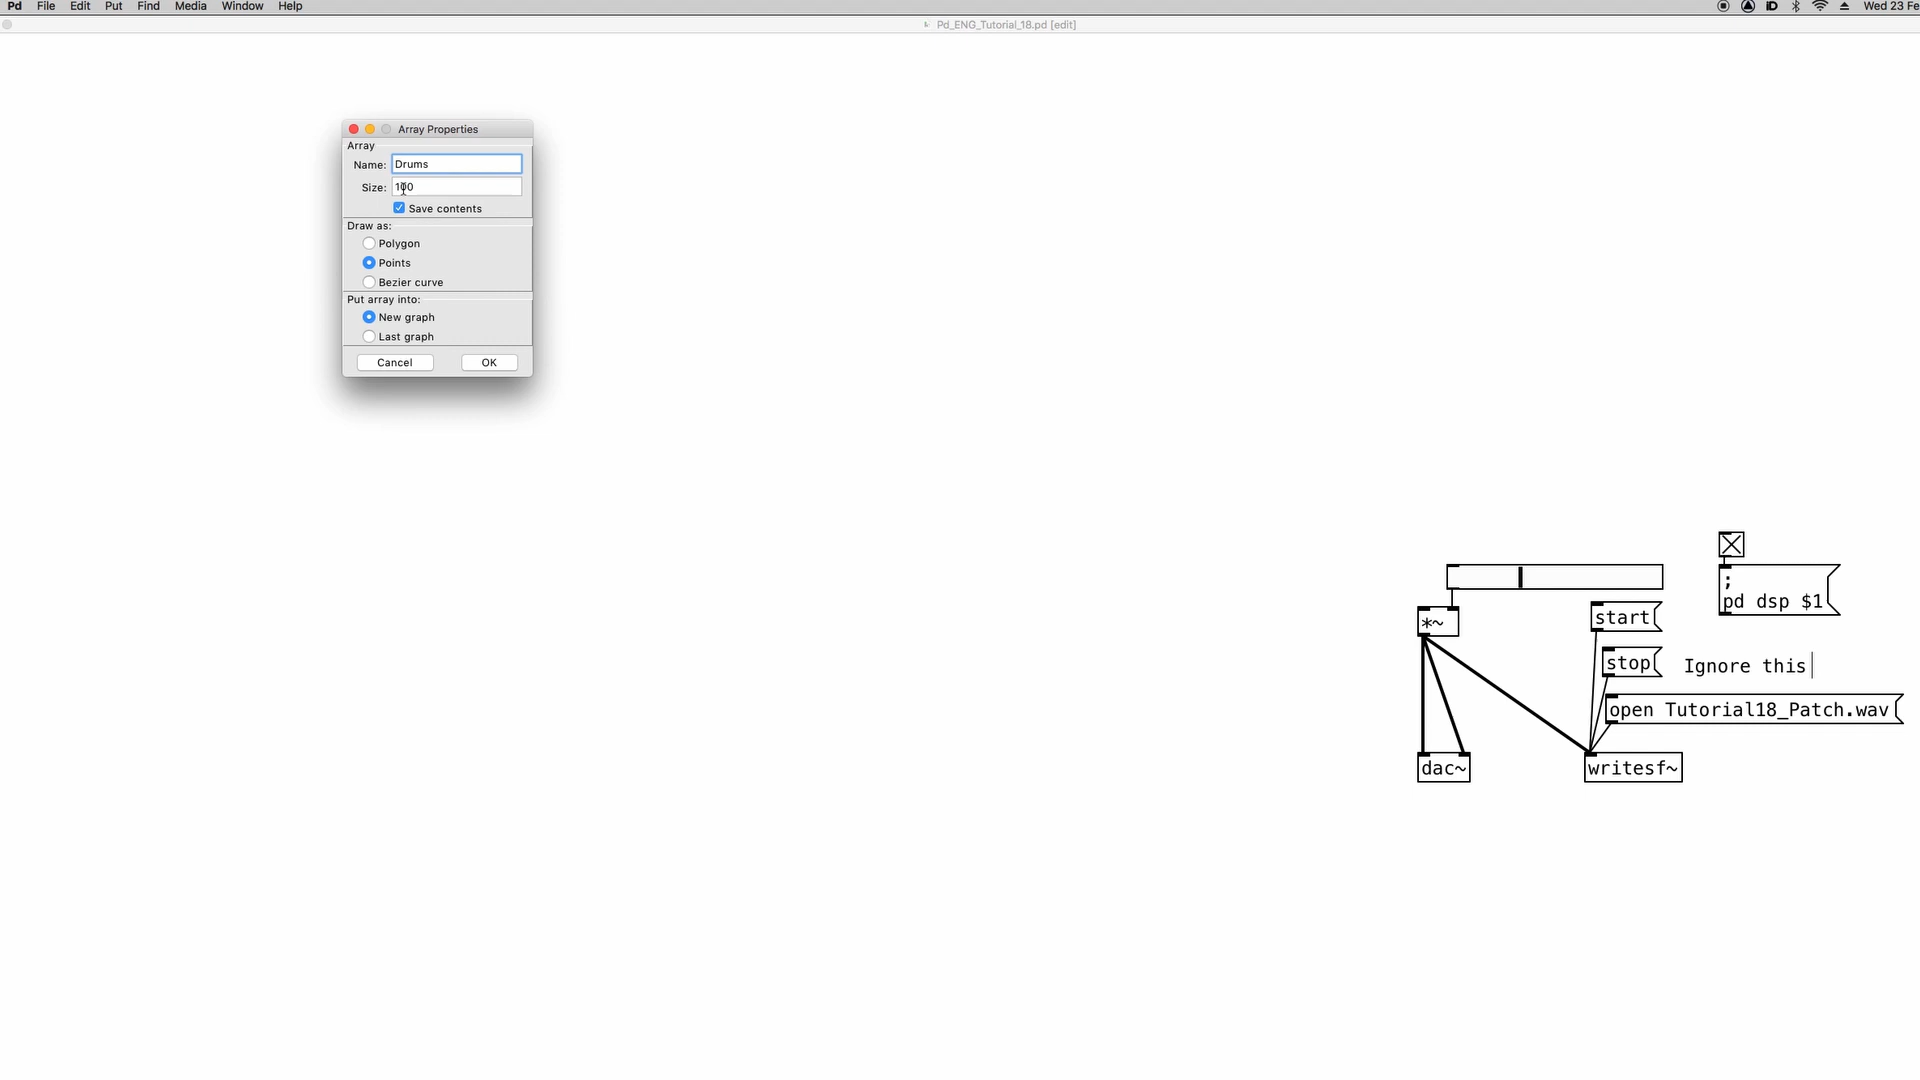 Pd File Edit Put Find Media Window Help
iD Wed 23 Fe
Pd_ENG_Tutorial_18.pd [edit]
Array Properties
Array
Name: Drums
Size: 100
Save contents
Draw as:
Polygon
Points
Bezier curve
Put array into:
New graph
Last graph
Cancel OK
;
pd dsp $1
*~
start
stop
Ignore this
open Tutorial18_Patch.wav
dac~
writesf~